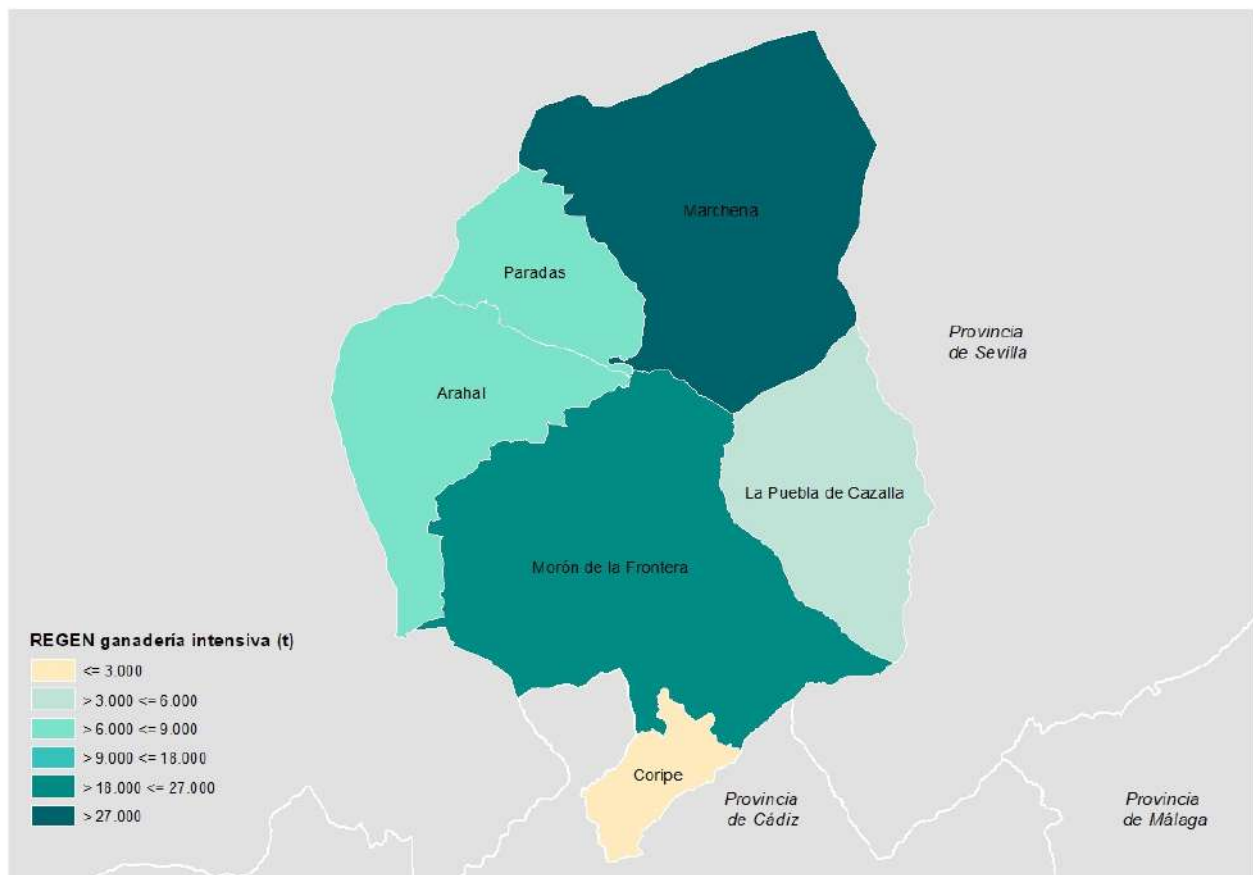 Marchena
Paradas
Provincia
de Sevilla
Arahal
La Puebla de Cazalla
Morón de la Frontera
REGEN ganadería intensiva (t)
<= 3.000
> 3.000 <= 6.000
> 6.000 <= 9.000
> 9.000 <= 18.000
> 18.000 <= 27.000
> 27.000
Coripe
Provincia
de Cádiz
Provincia
de Málaga